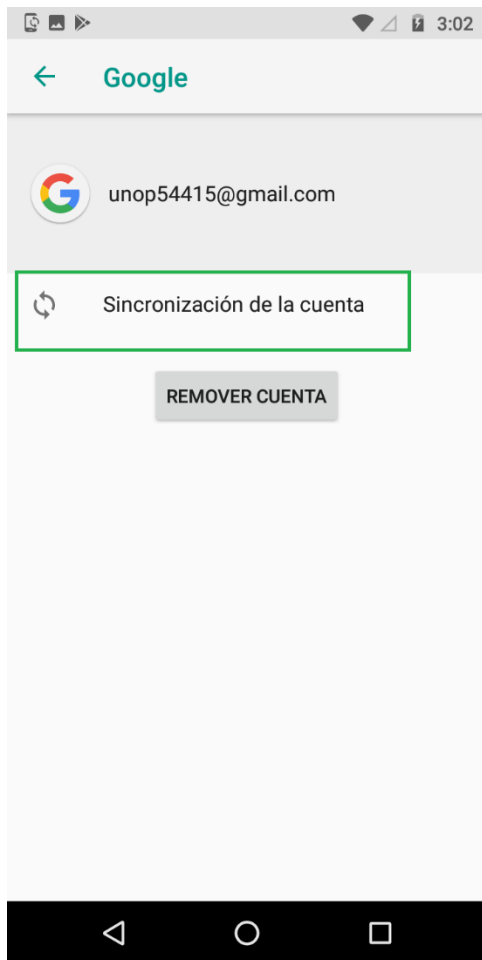 3:02
Google
unop54415@gmail.com
Sincronización de la cuenta
REMOVER CUENTA